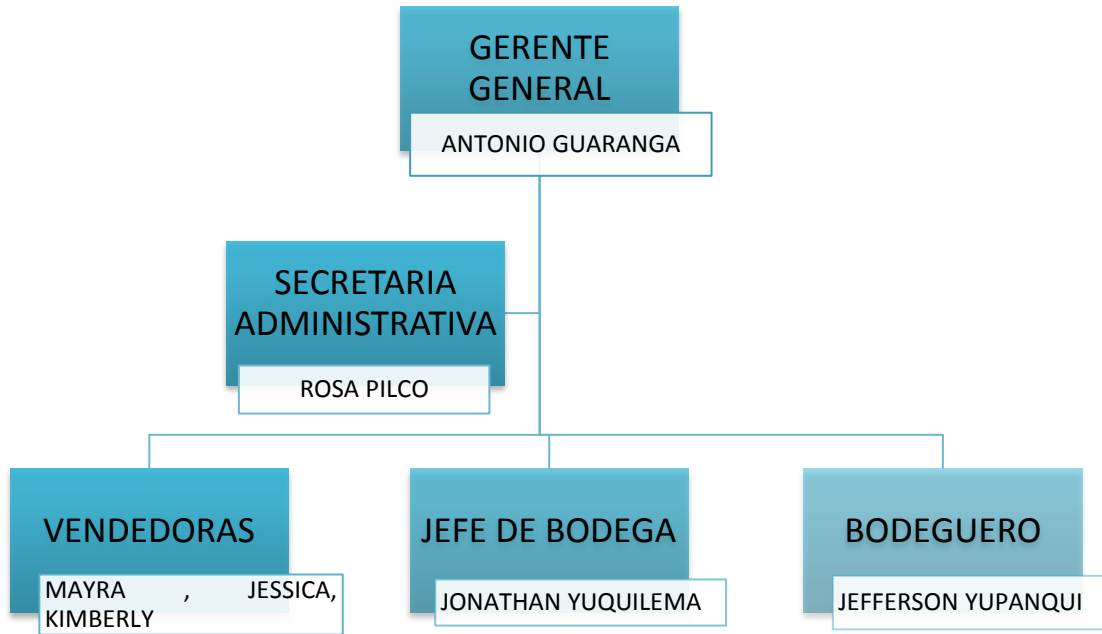 GERENTE
GENERAL
ANTONIO GUARANGA
SECRETARIA
ADMINISTRATIVA
ROSA PILCO
VENDEDORAS
MAYRA , JESSICA,
KIMBERLY
JEFE DE BODEGA
JONATHAN YUQUILEMA
BODEGUERO
JEFFERSON YUPANQUI